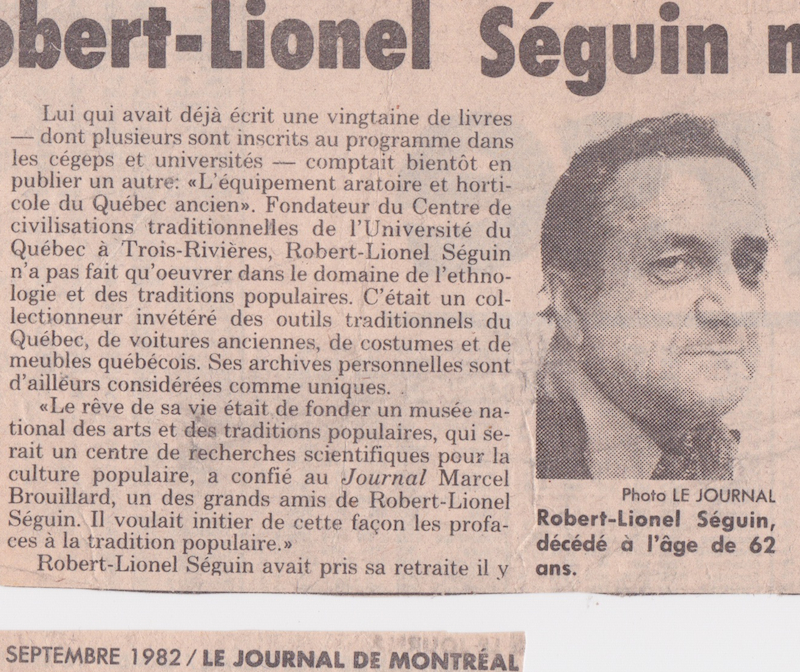 obert-Lionel Séguin
Lui qui avait déjà écrit une vingtaine de livres
— dont plusieurs sont inscrits au programme dans
les cégeps et universités — comptait bientôt en
publier un autre: «L'équipement aratoire et horti-
cole du Québec ancien». Fondateur du Centre de
civilisations traditionnelles de l'Université du
Québec à Trois-Rivières, Robert-Lionel Séguin
n'a pas fait qu'oeuvrer dans le domaine de l'ethno-
logie et des traditions populaires. C'était un col-
lectionneur invétéré des outils traditionnels du
Québec, de voitures anciennes, de costumes et de
meubles québécois. Ses archives personnelles sont
d'ailleurs considérées comme uniques.
«Le rêve de sa vie était de fonder un musée na-
tional des arts et des traditions populaires, qui se-
rait un centre de recherches scientifiques pour la
culture populaire, a confié au Journal Marcel
Brouillard, un des grands amis de Robert-Lionel
Séguin. Il voulait initier de cette façon les profa-
ces à la tradition populaire.»
Robert-Lionel Séguin avait pris sa retraite il y
Photo LE JOURNAL
Robert-Lionel Séguin,
décédé à l'âge de 62
ans.
SEPTEMBRE 1982 / LE JOURNAL DE MONTRÉAL